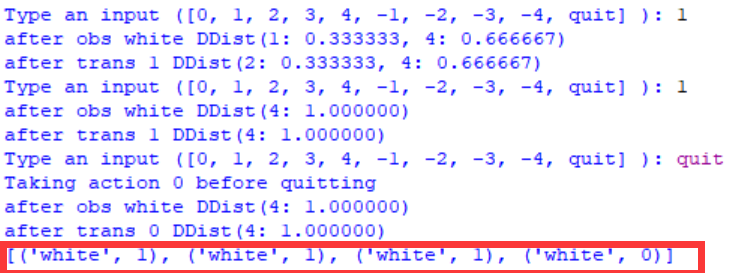 Type an input ([0, 1, 2, 3, 4, -1, -2, -3, -4, quit] ): 1
after obs white DDist(1: 0.333333, 4: 0.666667)
after trans 1 DDist(2: 0.333333, 4: 0.666667)
Type an input ([0, 1, 2, 3, 4, -1, -2, -3, -4, quit] ): 1
after obs white DDist(4: 1.000000)
after trans 1 DDist(4: 1.000000)
Type an input ([0, 1, 2, 3, 4, -1, -2, -3, -4, quit] ): quit
Taking action 0 before quitting
after obs white DDist(4: 1.000000)
after trans 0 DDist(4: 1.000000)
[('white', 1), ('white', 1), ('white', 1), ('white', 0)]